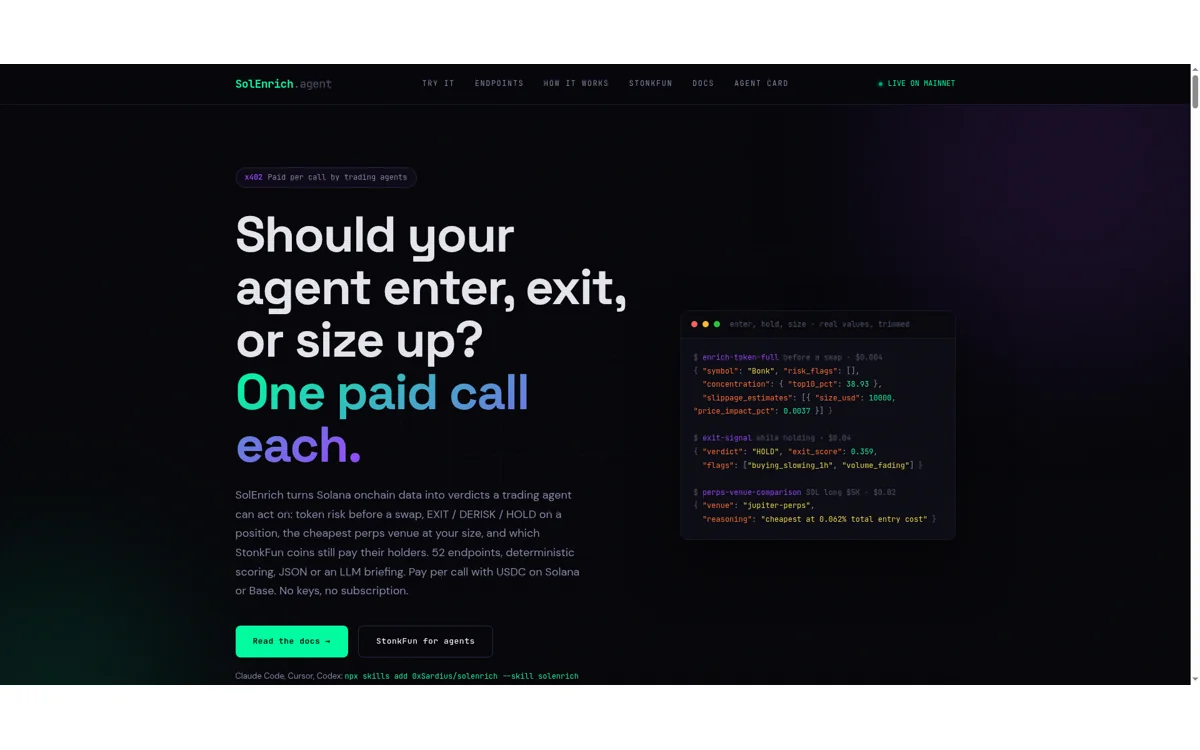 SolEnrich.agent
TRY IT
ENDPOINTS
HOW IT WORKS
STONKFUN
DOCS
AGENT CARD
LIVE ON MAINNET
x402 Paid per call by trading agents
Should your
agent enter, exit,
or size up?
One paid call
each.
SolEnrich turns Solana onchain data into verdicts a trading agent
can act on: token risk before a swap, EXIT / DERISK / HOLD on a
position, the cheapest perps venue at your size, and which
StonkFun coins still pay their holders. 52 endpoints, deterministic
scoring, JSON or an LLM briefing. Pay per call with USDC on Solana
or Base. No keys, no subscription.
Read the docs →
StonkFun for agents
Claude Code, Cursor, Codex: npx skills add 0xSardius/solenrich --skill solenrich
enter, hold, size - real values, trimmed
$ enrich-token-full before a swap · $0.004
{ "symbol": "Bonk", "risk_flags": [],
"concentration": { "top10_pct": 38.93 },
"slippage_estimates": [{ "size_usd": 10000,
"price_impact_pct": 0.0037 }] }
$ exit-signal while holding · $0.04
{ "verdict": "HOLD", "exit_score": 0.359,
"flags": ["buying_slowing_1h", "volume_fading"] }
$ perps-venue-comparison SOL long $5K · $0.02
{ "venue": "jupiter-perps",
"reasoning": "cheapest at 0.062% total entry cost" }